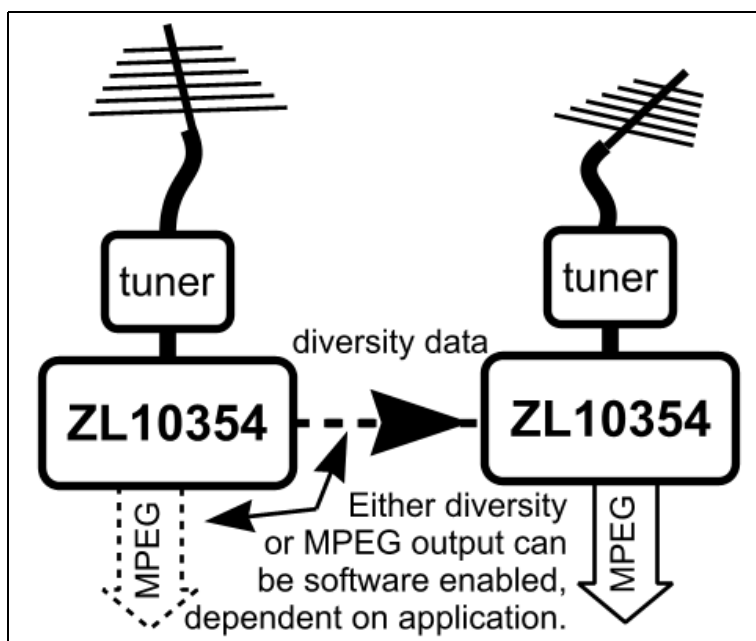 tuner
tuner
diversity data
ZL10354
ZL10354
MPEG
Either diversity
or MPEG output can
be software enabled,
dependent on application.
MPEG